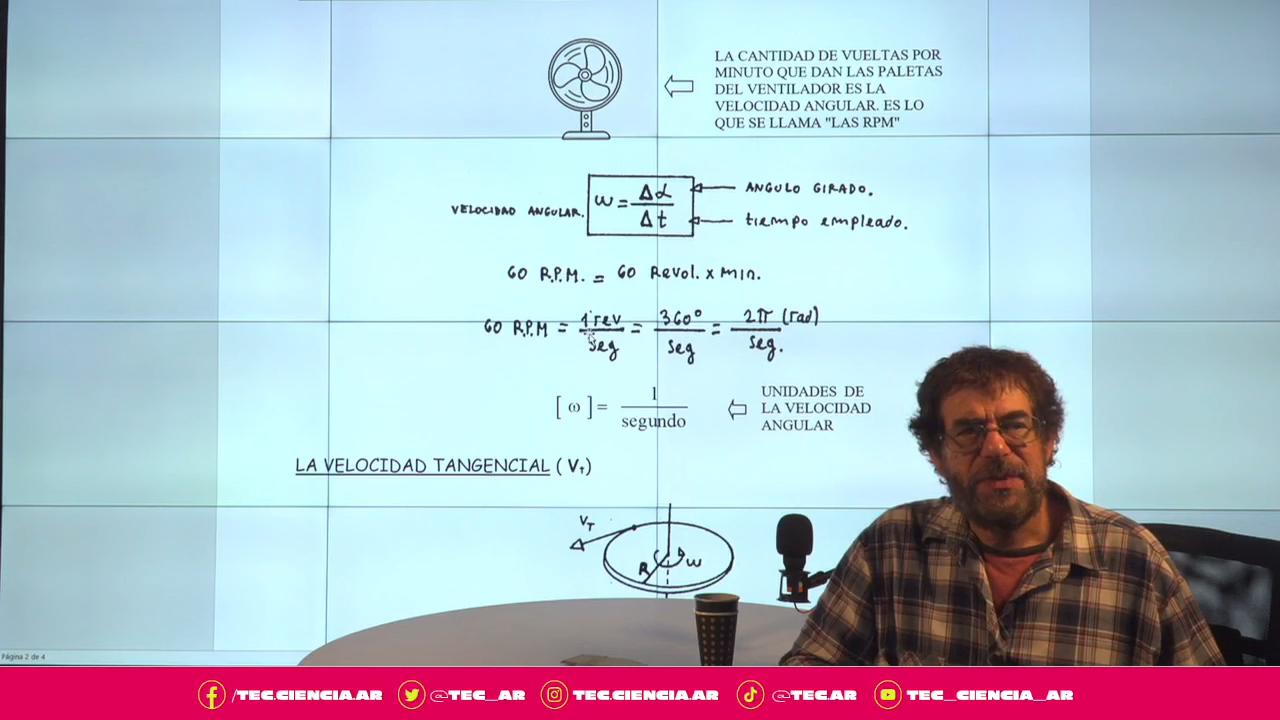 LA CANTIDAD DE VUELTAS POR
MINUTO QUE DAN LAS PALETAS
DEL VENTILADOR ES LA
VELOCIDAD ANGULAR. ES LO
QUE SE LLAMA "LAS RPM"
VELOCIDAD ANGULAR. ω = Δα / Δt
ANGULO GIRADO.
tiempo empleado.
60 R.P.M. = 60 Revol. x Min.
60 R.P.M = 1 rev / seg = 360° / seg = 2π (rad) / seg.
[ ω ] = 1 / segundo
UNIDADES DE
LA VELOCIDAD
ANGULAR
LA VELOCIDAD TANGENCIAL ( Vₜ)
V_T
R ω
Página 2 de 4
/TEC.CIENCIA.AR @TEC_AR TEC.CIENCIA.AR @TEC.AR TEC_CIENCIA_AR